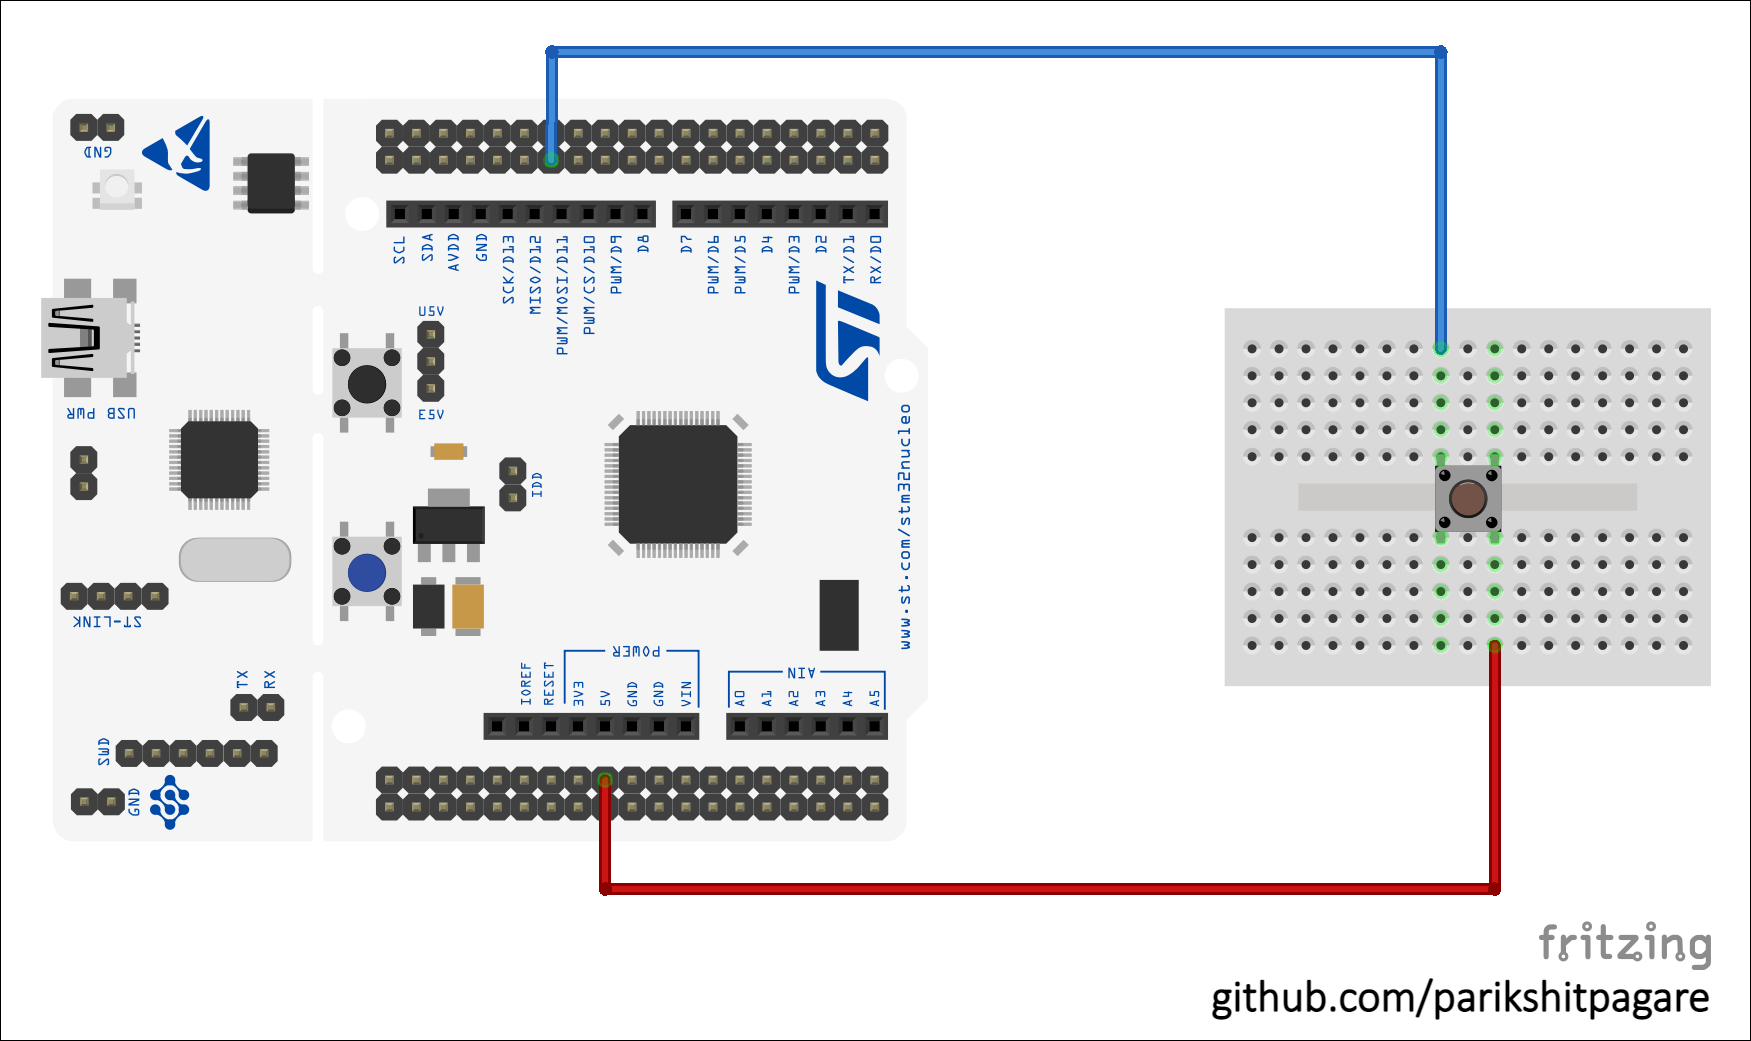 GND
SCL
SDA
AVDD
GND
SCK/D13
MISO/D12
PWM/MOSI/D11
PWM/CS/D10
PWM/D9
D8
D7
PWM/D6
PWM/D5
D4
PWM/D3
D2
TX/D1
RX/D0
U5V
E5V
USB PWR
IDD
www.st.com/stm32nucleo
ST-LINK
TX
RX
SWD
GND
POWER
IOREF
RESET
3V3
5V
GND
GND
VIN
AIN
A0
A1
A2
A3
A4
A5
fritzing
github.com/parikshitpagare